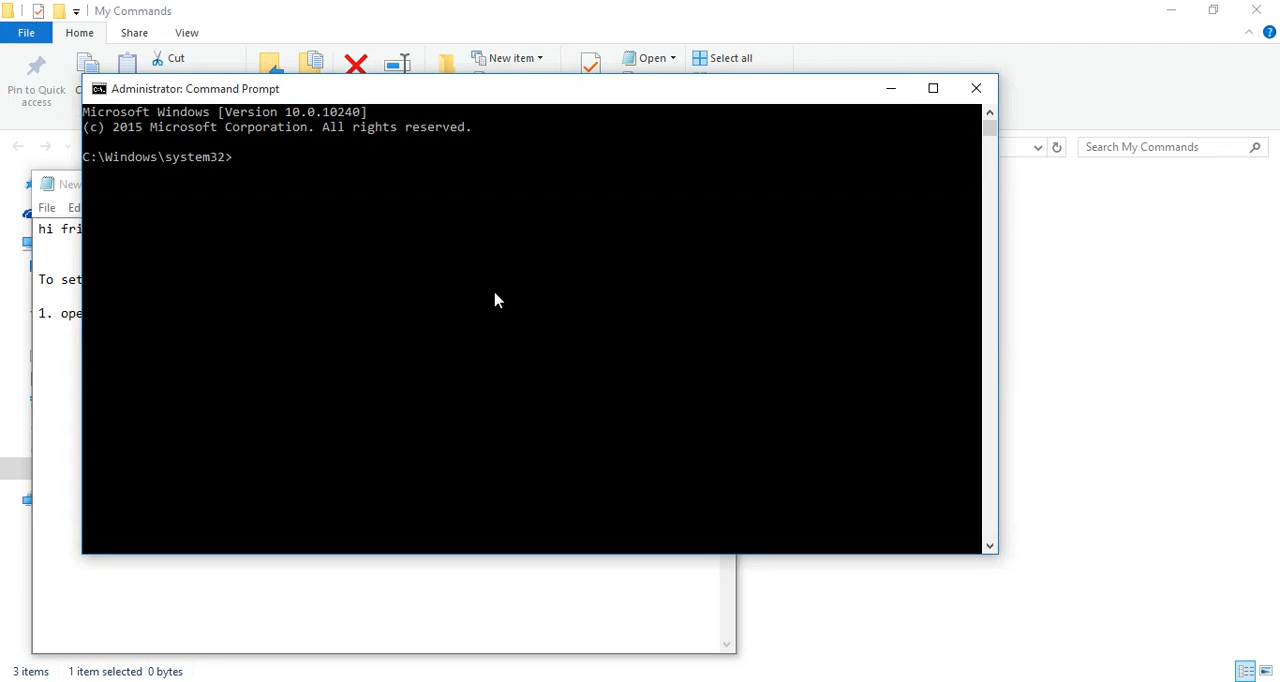 My Commands
File Home Share View
Pin to Quick access
Cut
New item
Open
Select all
Administrator: Command Prompt
Microsoft Windows [Version 10.0.10240]
(c) 2015 Microsoft Corporation. All rights reserved.
C:\Windows\system32>
Search My Commands
New
File Ed
hi fri
To set
1. ope
3 items 1 item selected 0 bytes